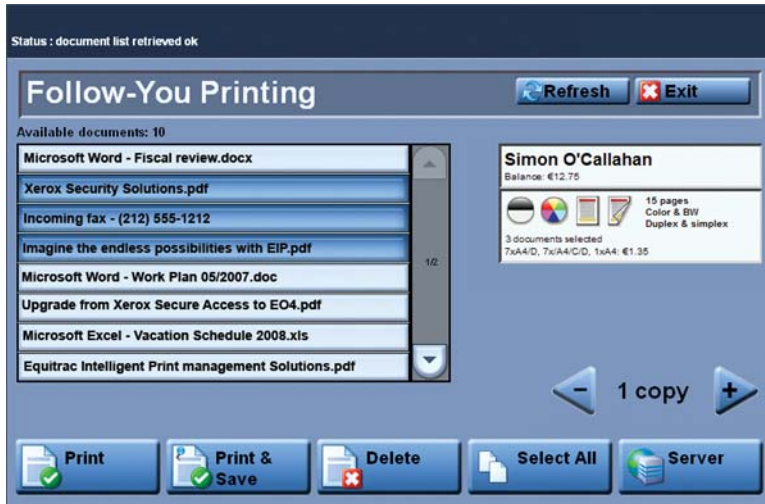 Status : document list retrieved ok
Follow-You Printing
Refresh
Exit
Available documents: 10
Microsoft Word - Fiscal review.docx
Xerox Security Solutions.pdf
Incoming fax - (212) 555-1212
Imagine the endless possibilities with EIP.pdf
Microsoft Word - Work Plan 05/2007.doc
Upgrade from Xerox Secure Access to EO4.pdf
Microsoft Excel - Vacation Schedule 2008.xls
Equitrac Intelligent Print management Solutions.pdf
1/2
Simon O'Callahan
Balance: €12.75
15 pages
Color & BW
Duplex & simplex
3 documents selected
7xA4/D, 7x/A4/C/D, 1xA4: €1.35
- 1 copy +
Print
Print &
Save
Delete
Select All
Server